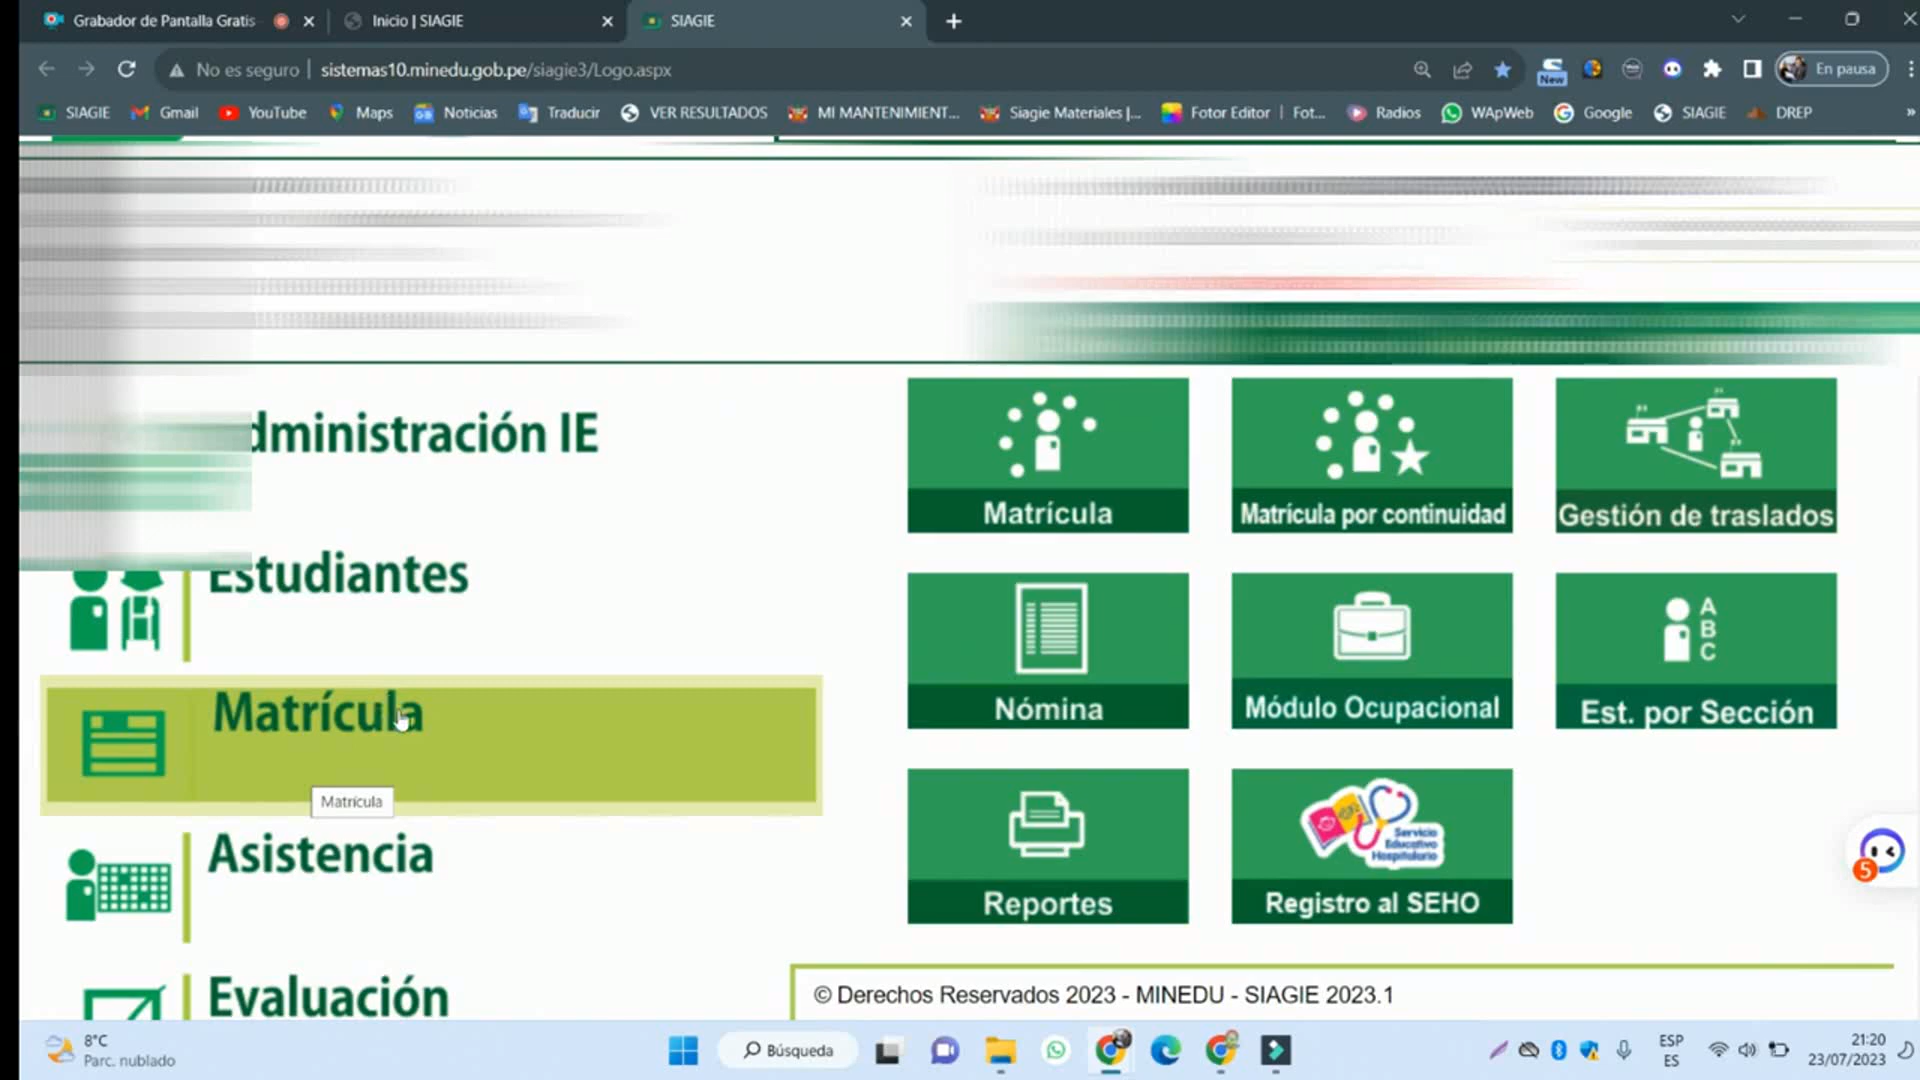 Grabador de Pantalla Gratis
Inicio | SIAGIE
SIAGIE
No es seguro | sistemas10.minedu.gob.pe/siagie3/Logo.aspx
New
En pausa
SIAGIE
Gmail
YouTube
Maps
Noticias
Traducir
VER RESULTADOS
MI MANTENIMIENT...
Siagie Materiales |...
Fotor Editor | Fot...
Radios
WApWeb
Google
SIAGIE
DREP
»
dministración IE
Estudiantes
Matrícula
Matrícula
Asistencia
Evaluación
Matrícula
Matrícula por continuidad
Gestión de traslados
Nómina
Módulo Ocupacional
A
B
C
Est. por Sección
Reportes
Servicio
Educativo
Hospitalario
Registro al SEHO
5
© Derechos Reservados 2023 - MINEDU - SIAGIE 2023.1
8°C
Parc. nublado
Búsqueda
ESP
ES
21:20
23/07/2023